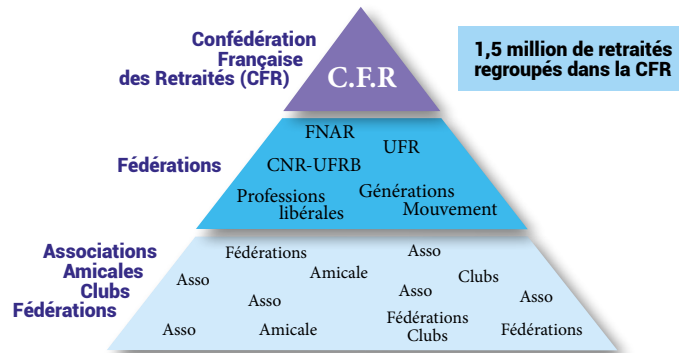 Confédération
Française
des Retraités (CFR)
C.F.R
1,5 million de retraités
regroupés dans la CFR
Fédérations
FNAR
UFR
CNR-UFRB
Professions
libérales
Générations
Mouvement
Associations
Amicales
Clubs
Fédérations
Fédérations
Asso
Amicale
Clubs
Asso
Asso
Asso
Asso
Asso
Amicale
Fédérations
Clubs
Fédérations